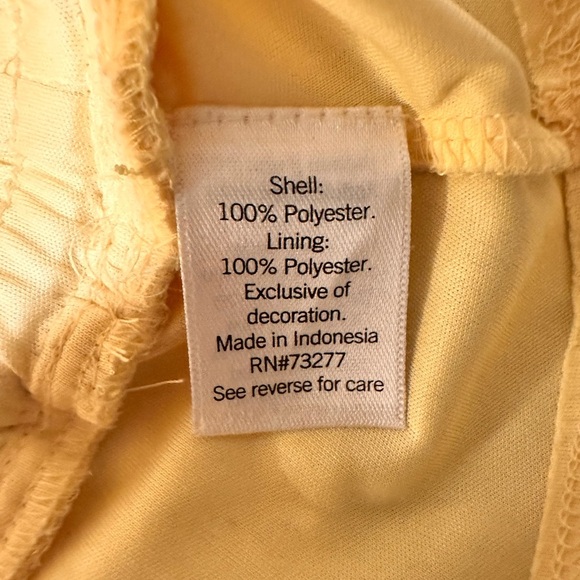 Shell:
100% Polyester.
Lining:
100% Polyester.
Exclusive of
decoration.
Made in Indonesia
RN#73277
See reverse for care